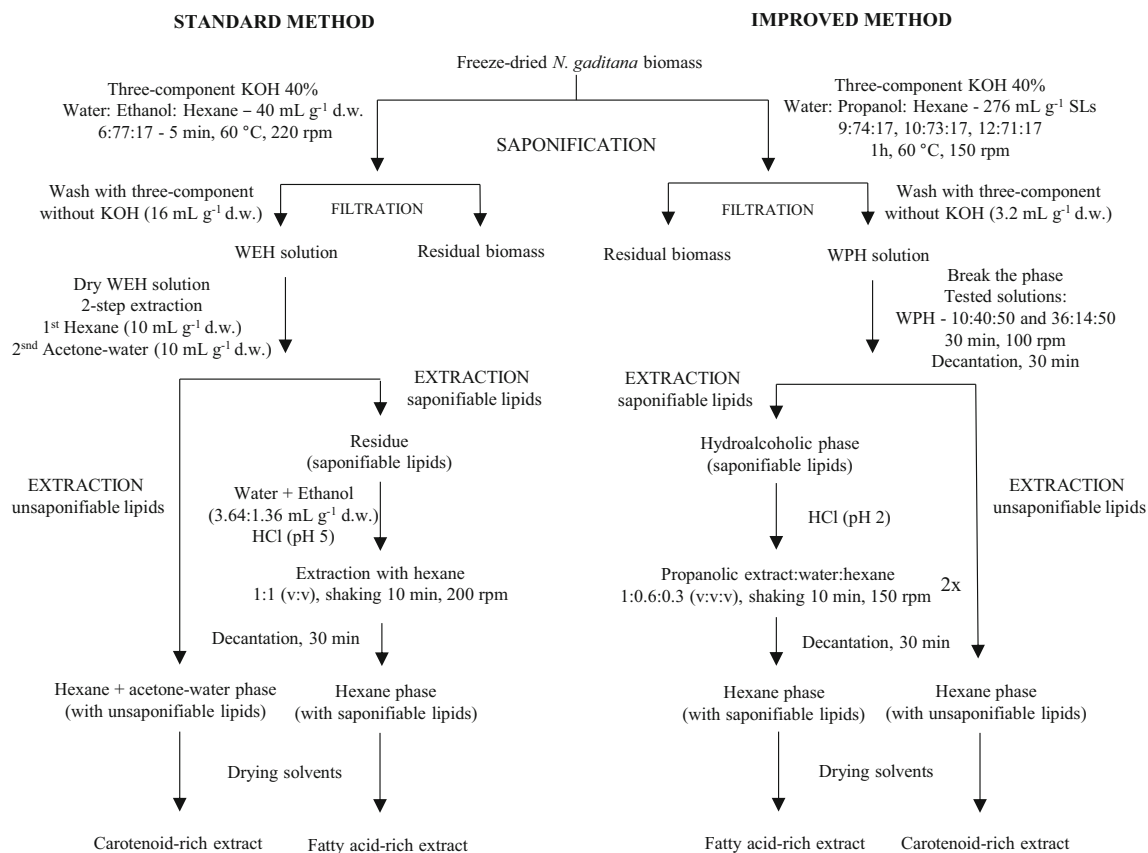 STANDARD METHOD
IMPROVED METHOD
Freeze-dried N. gaditana biomass
Three-component KOH 40%
Water: Ethanol: Hexane – 40 mL g⁻¹ d.w.
6:77:17 - 5 min, 60 °C, 220 rpm
Three-component KOH 40%
Water: Propanol: Hexane - 276 mL g⁻¹ SLs
9:74:17, 10:73:17, 12:71:17
1h, 60 °C, 150 rpm
SAPONIFICATION
Wash with three-component
without KOH (16 mL g⁻¹ d.w.)
FILTRATION
WEH solution
Residual biomass
FILTRATION
Wash with three-component
without KOH (3.2 mL g⁻¹ d.w.)
Residual biomass
WPH solution
Dry WEH solution
2-step extraction
1ˢᵗ Hexane (10 mL g⁻¹ d.w.)
2ˢⁿᵈ Acetone-water (10 mL g⁻¹ d.w.)
Break the phase
Tested solutions:
WPH - 10:40:50 and 36:14:50
30 min, 100 rpm
Decantation, 30 min
EXTRACTION
saponifiable lipids
EXTRACTION
saponifiable lipids
Residue
(saponifiable lipids)
Hydroalcoholic phase
(saponifiable lipids)
EXTRACTION
unsaponifiable lipids
Water + Ethanol
(3.64:1.36 mL g⁻¹ d.w.)
HCl (pH 5)
HCl (pH 2)
EXTRACTION
unsaponifiable lipids
Extraction with hexane
1:1 (v:v), shaking 10 min, 200 rpm
Propanolic extract:water:hexane
1:0.6:0.3 (v:v:v), shaking 10 min, 150 rpm
2x
Decantation, 30 min
Decantation, 30 min
Hexane + acetone-water phase
(with unsaponifiable lipids)
Hexane phase
(with saponifiable lipids)
Hexane phase
(with saponifiable lipids)
Hexane phase
(with unsaponifiable lipids)
Drying solvents
Drying solvents
Carotenoid-rich extract
Fatty acid-rich extract
Fatty acid-rich extract
Carotenoid-rich extract